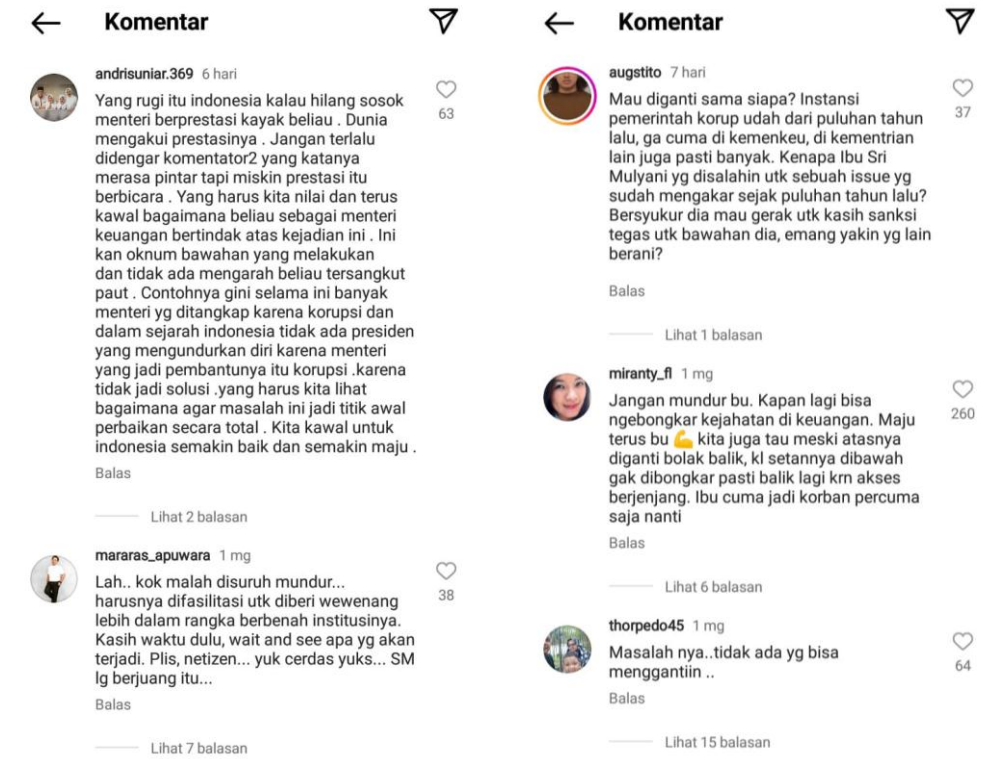 Komentar
andrisuniar.369 6 hari
Yang rugi itu indonesia kalau hilang sosok
menteri berprestasi kayak beliau . Dunia
mengakui prestasinya . Jangan terlalu
didengar komentator2 yang katanya
merasa pintar tapi miskin prestasi itu
berbicara . Yang harus kita nilai dan terus
kawal bagaimana beliau sebagai menteri
keuangan bertindak atas kejadian ini . Ini
kan oknum bawahan yang melakukan
dan tidak ada mengarah beliau tersangkut
paut . Contohnya gini selama ini banyak
menteri yg ditangkap karena korupsi dan
dalam sejarah indonesia tidak ada presiden
yang mengundurkan diri karena menteri
yang jadi pembantunya itu korupsi .karena
tidak jadi solusi .yang harus kita lihat
bagaimana agar masalah ini jadi titik awal
perbaikan secara total . Kita kawal untuk
indonesia semakin baik dan semakin maju .
63
Balas
Lihat 2 balasan
mararas_apuwara 1 mg
Lah.. kok malah disuruh mundur...
harusnya difasilitasi utk diberi wewenang
lebih dalam rangka berbenah institusinya.
Kasih waktu dulu, wait and see apa yg akan
terjadi. Plis, netizen... yuk cerdas yuks... SM
lg berjuang itu...
38
Balas
Lihat 7 balasan
Komentar
augstito 7 hari
Mau diganti sama siapa? Instansi
pemerintah korup udah dari puluhan tahun
lalu, ga cuma di kemenkeu, di kementrian
lain juga pasti banyak. Kenapa Ibu Sri
Mulyani yg disalahin utk sebuah issue yg
sudah mengakar sejak puluhan tahun lalu?
Bersyukur dia mau gerak utk kasih sanksi
tegas utk bawahan dia, emang yakin yg lain
berani?
37
Balas
Lihat 1 balasan
miranty_fl 1 mg
Jangan mundur bu. Kapan lagi bisa
ngebongkar kejahatan di keuangan. Maju
terus bu 💪 kita juga tau meski atasnya
diganti bolak balik, kl setannya dibawah
gak dibongkar pasti balik lagi krn akses
berjenjang. Ibu cuma jadi korban percuma
saja nanti
260
Balas
Lihat 6 balasan
thorpedo45 1 mg
Masalah nya..tidak ada yg bisa
menggantiin ..
64
Balas
Lihat 15 balasan